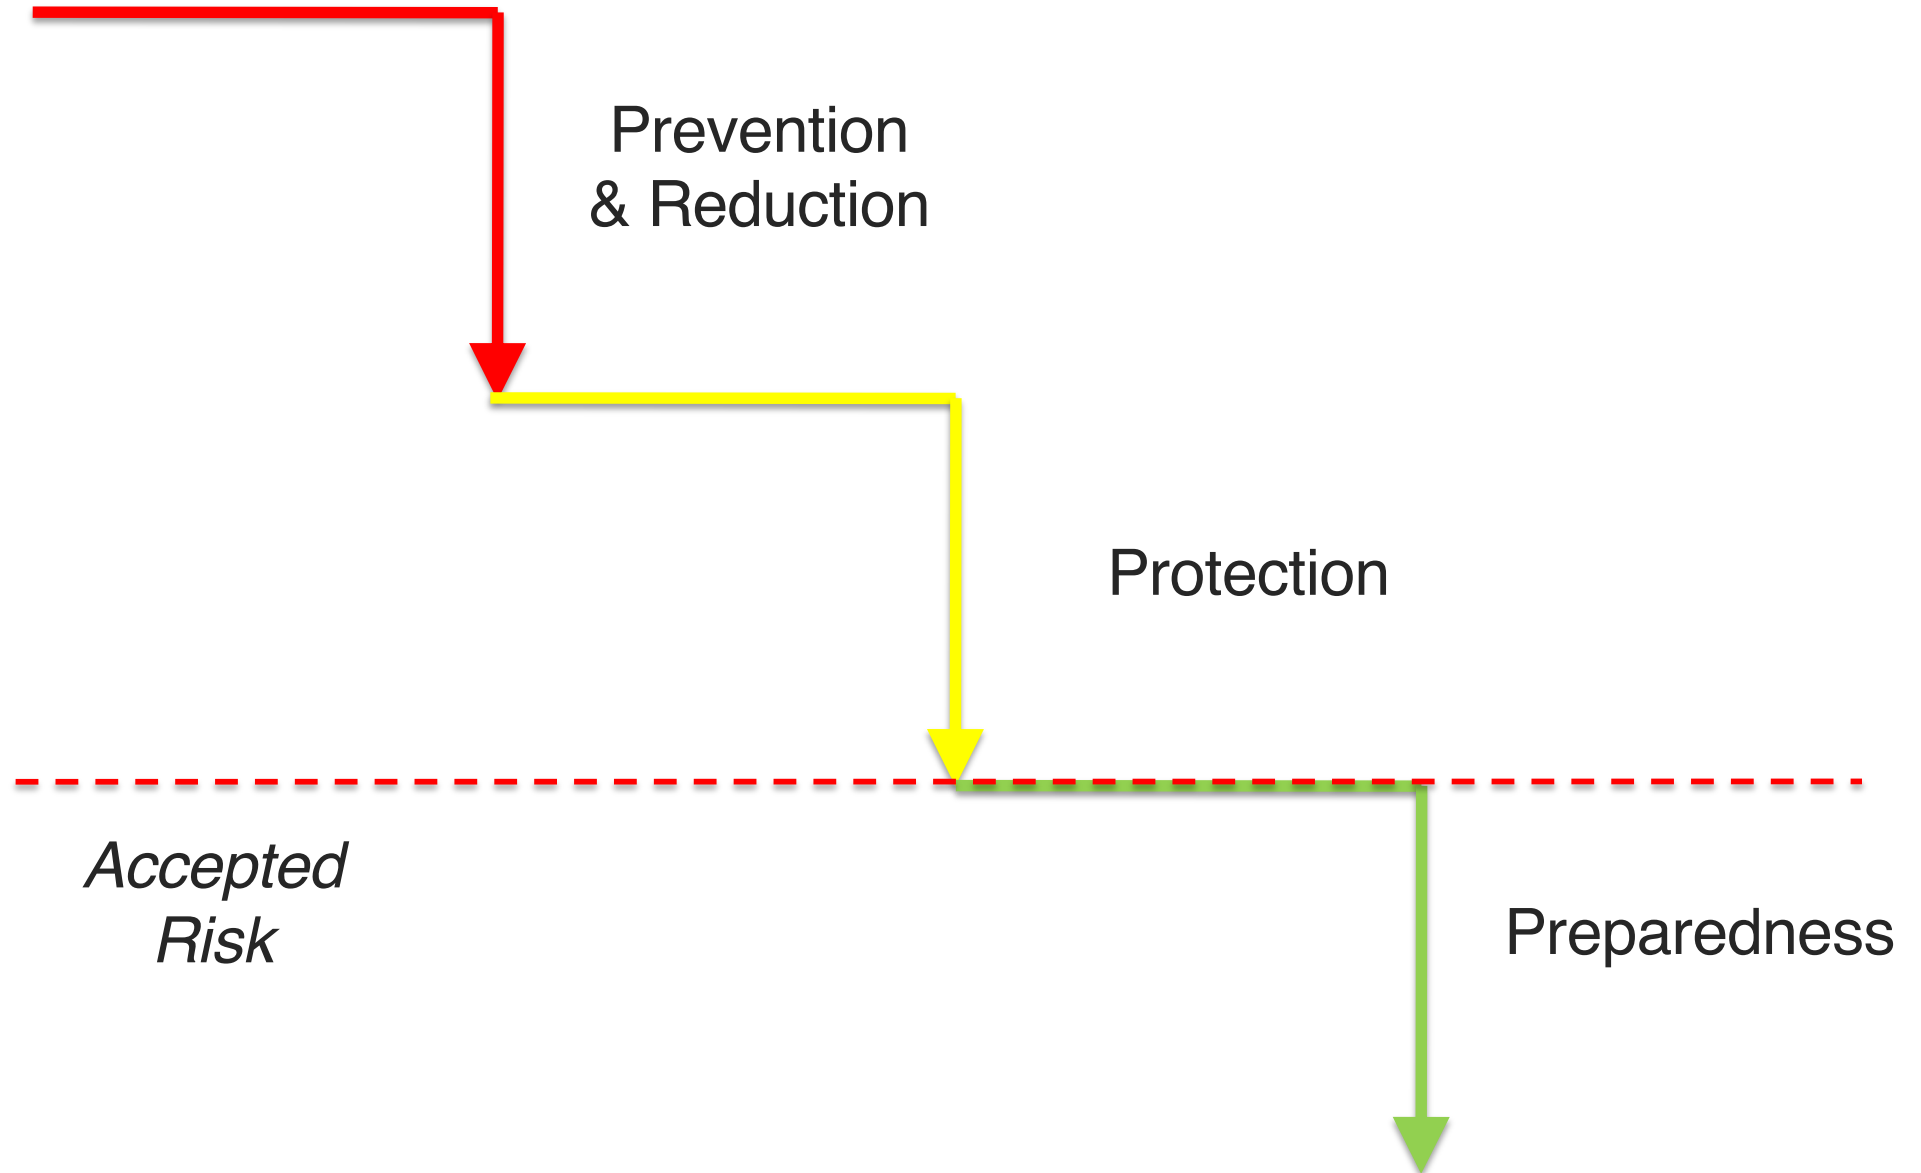 Prevention
& Reduction
Protection
Accepted
Risk
Preparedness